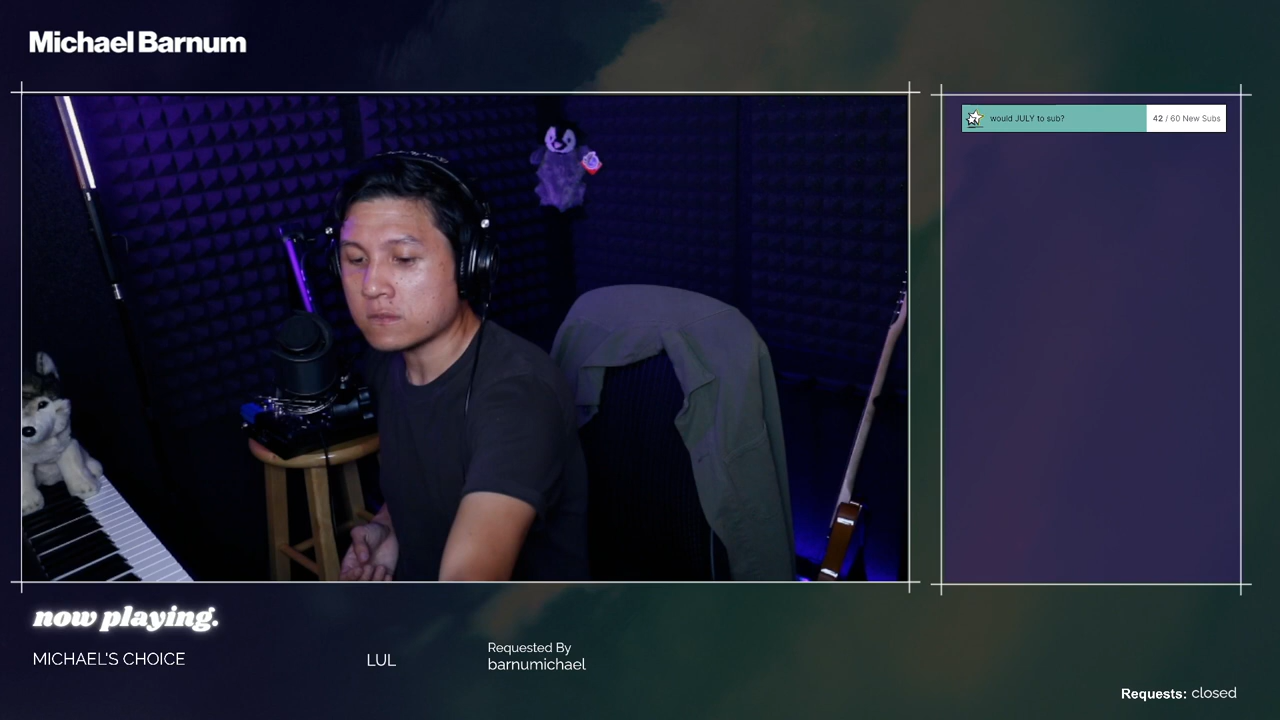 Michael Barnum
would JULY to sub?
42 / 60 New Subs
now playing.
MICHAEL'S CHOICE
LUL
Requested By
barnumichael
Requests: closed